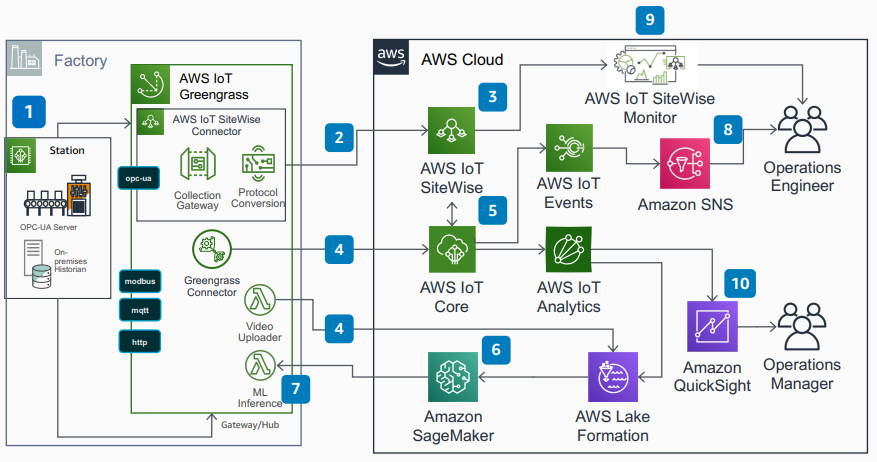 9
Factory
aws
AWS Cloud
AWS IoT
Greengrass
1
AWS IoT SiteWise
Connector
Station
opc-ua
OPC-UA Server
On-
premises
Historian
Collection
Gateway
Protocol
Conversion
2
3
AWS IoT SiteWise
Monitor
AWS IoT
SiteWise
AWS IoT
Events
8
Amazon SNS
Operations
Engineer
5
4
Greengrass
Connector
AWS IoT
Core
AWS IoT
Analytics
modbus
mqtt
http
Video
Uploader
4
10
Amazon
QuickSight
Operations
Manager
6
ML
Inference
7
Amazon
SageMaker
AWS Lake
Formation
Gateway/Hub